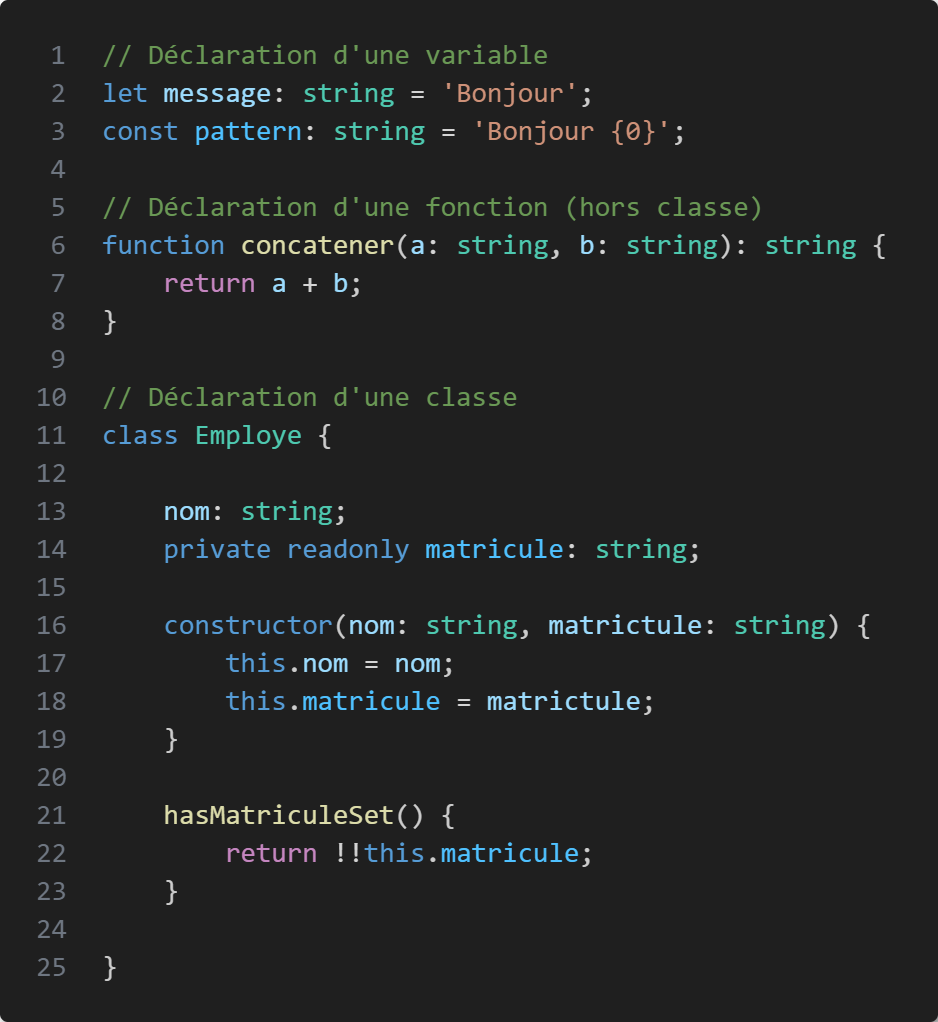 1 // Déclaration d'une variable
2 let message: string = 'Bonjour';
3 const pattern: string = 'Bonjour {0}';
4
5 // Déclaration d'une fonction (hors classe)
6 function concatener(a: string, b: string): string {
7     return a + b;
8 }
9
10 // Déclaration d'une classe
11 class Employe {
12
13     nom: string;
14     private readonly matricule: string;
15
16     constructor(nom: string, matrictule: string) {
17         this.nom = nom;
18         this.matricule = matrictule;
19     }
20
21     hasMatriculeSet() {
22         return !!this.matricule;
23     }
24
25 }